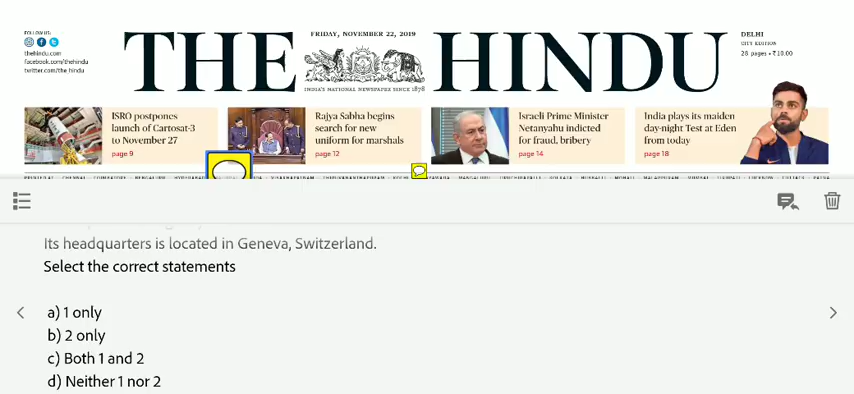 FOLLOW US:
thehindu.com
facebook.com/thehindu
twitter.com/the_hindu
FRIDAY, NOVEMBER 22, 2019
THE HINDU
INDIA'S NATIONAL NEWSPAPER SINCE 1878
DELHI
CITY EDITION
28 pages • ₹10.00
ISRO postpones
launch of Cartosat-3
to November 27
page 9
Rajya Sabha begins
search for new
uniform for marshals
page 12
Israeli Prime Minister
Netanyahu indicted
for fraud, bribery
page 14
India plays its maiden
day-night Test at Eden
from today
page 18
Its headquarters is located in Geneva, Switzerland.
Select the correct statements
a) 1 only
b) 2 only
c) Both 1 and 2
d) Neither 1 nor 2